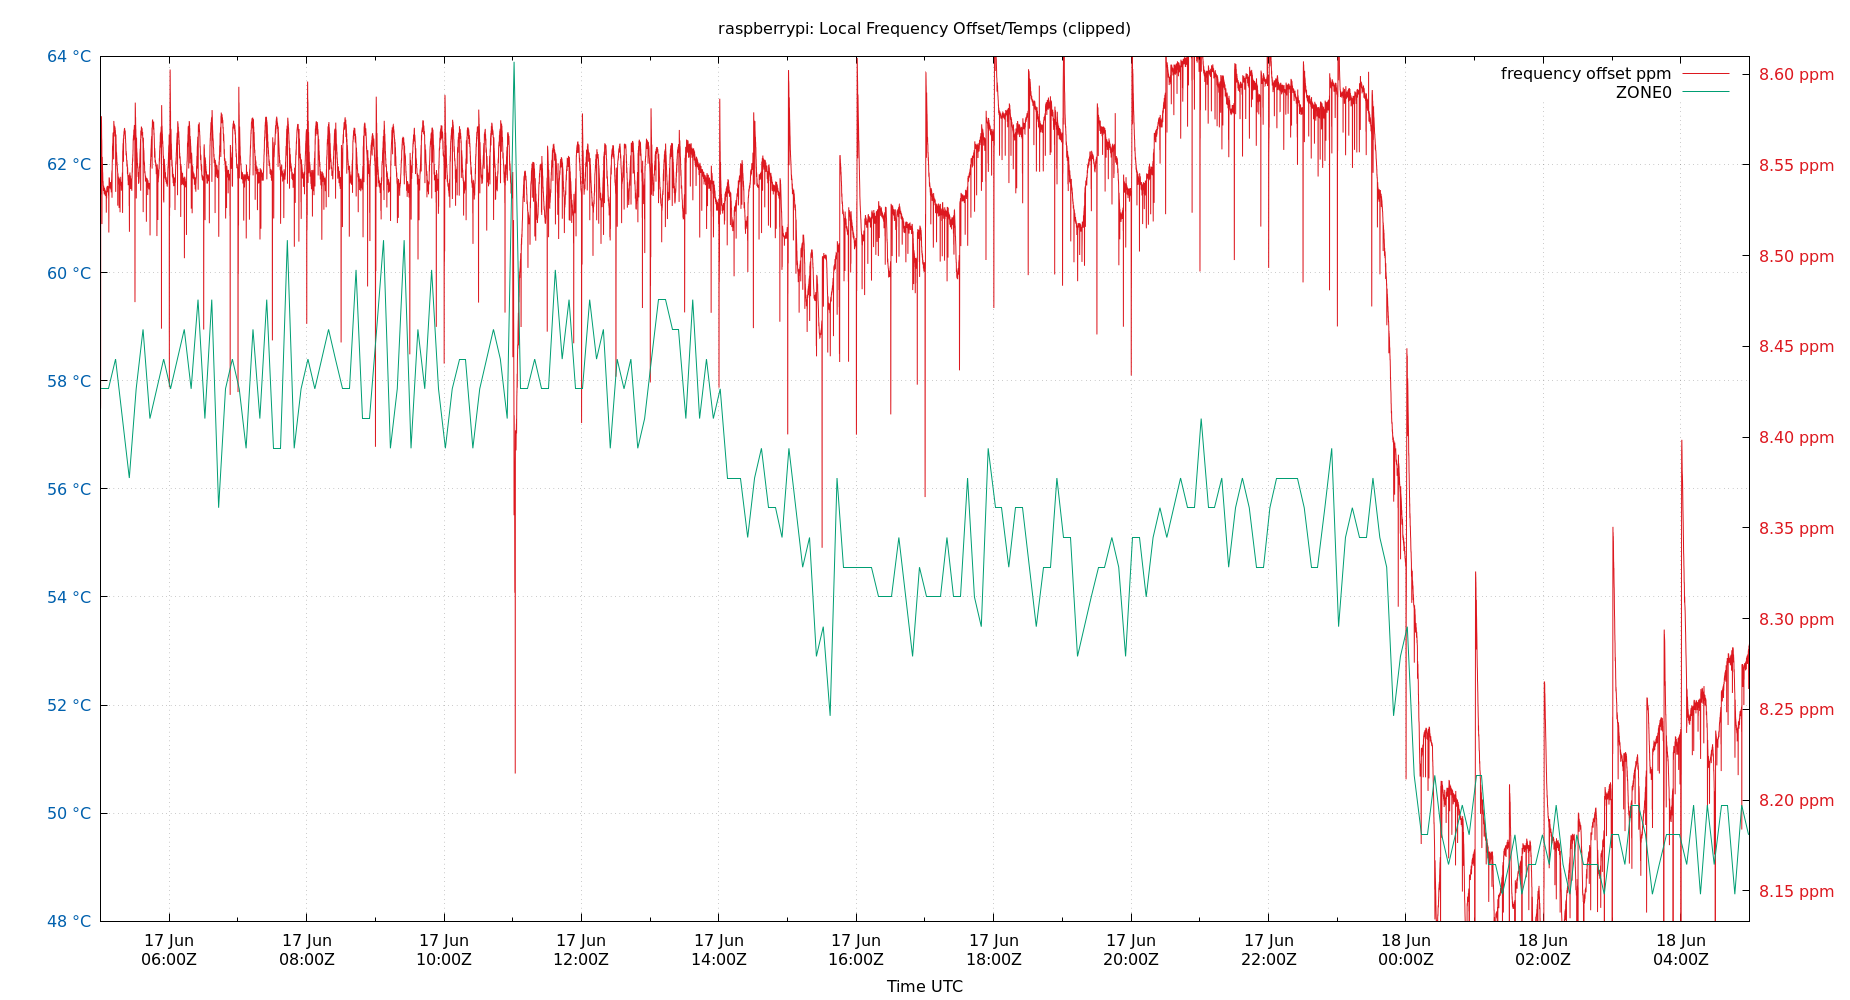 raspberrypi: Local Frequency Offset/Temps (clipped)
frequency offset ppm
ZONE0
64 °C
62 °C
60 °C
58 °C
56 °C
54 °C
52 °C
50 °C
48 °C
8.60 ppm
8.55 ppm
8.50 ppm
8.45 ppm
8.40 ppm
8.35 ppm
8.30 ppm
8.25 ppm
8.20 ppm
8.15 ppm
17 Jun
06:00Z
17 Jun
08:00Z
17 Jun
10:00Z
17 Jun
12:00Z
17 Jun
14:00Z
17 Jun
16:00Z
17 Jun
18:00Z
17 Jun
20:00Z
17 Jun
22:00Z
18 Jun
00:00Z
18 Jun
02:00Z
18 Jun
04:00Z
Time UTC